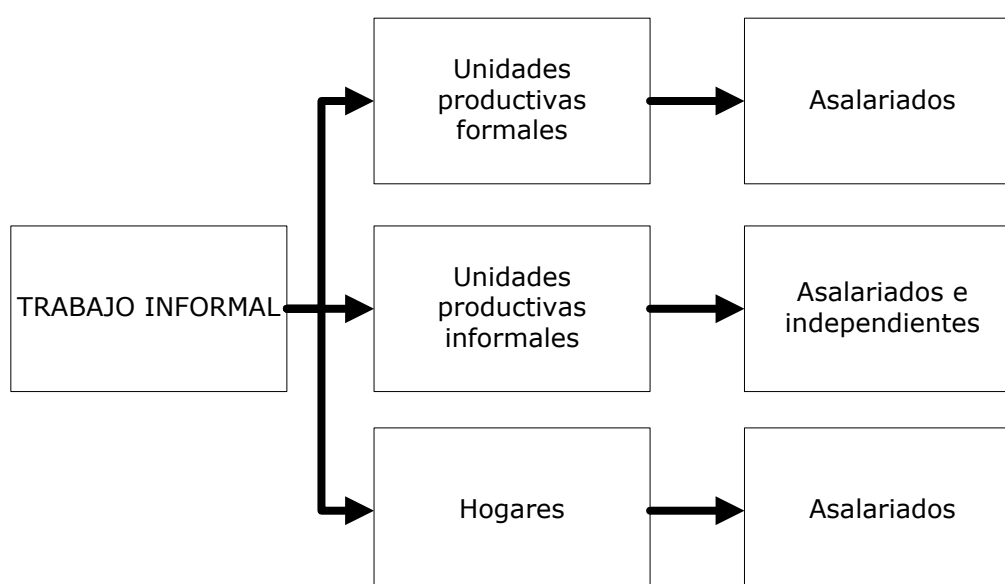 Unidades
productivas
formales
Asalariados
TRABAJO INFORMAL
Unidades
productivas
informales
Asalariados e
independientes
Hogares
Asalariados